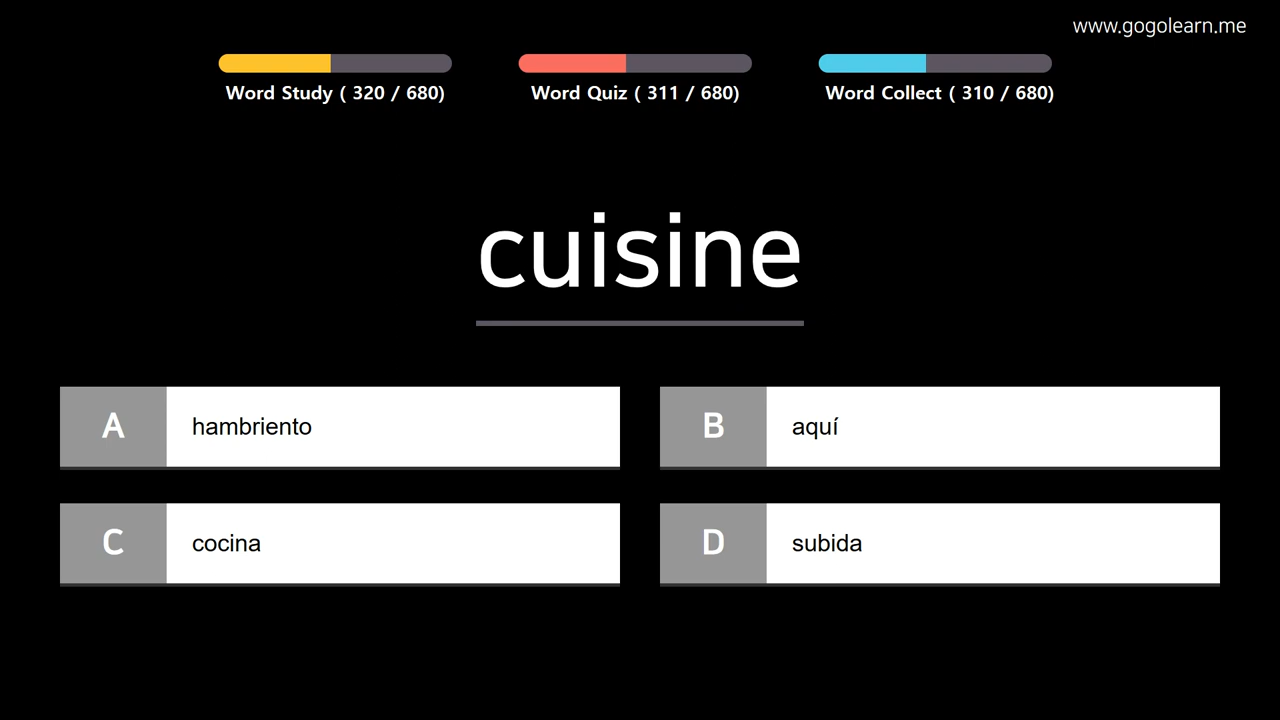 www.gogolearn.me
Word Study ( 320 / 680)
Word Quiz ( 311 / 680)
Word Collect ( 310 / 680)
cuisine
A hambriento
B aquí
C cocina
D subida